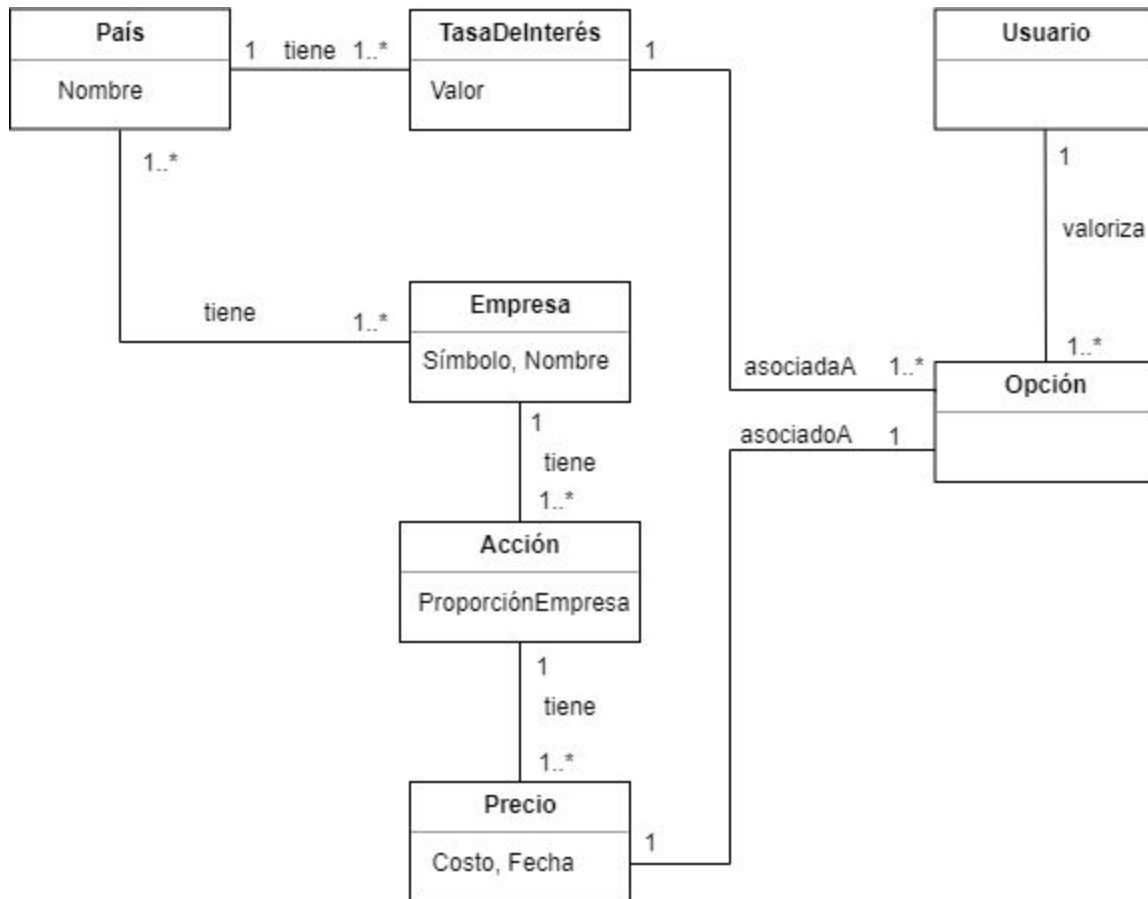 País
Nombre
1 tiene 1..*
TasaDeInterés
Valor
1
Usuario
1
valoriza
1..*
1..*
tiene 1..*
Empresa
Símbolo, Nombre
asociadaA 1..*
Opción
asociadoA 1
1
tiene
1..*
Acción
ProporciónEmpresa
1
tiene
1..*
Precio
Costo, Fecha
1